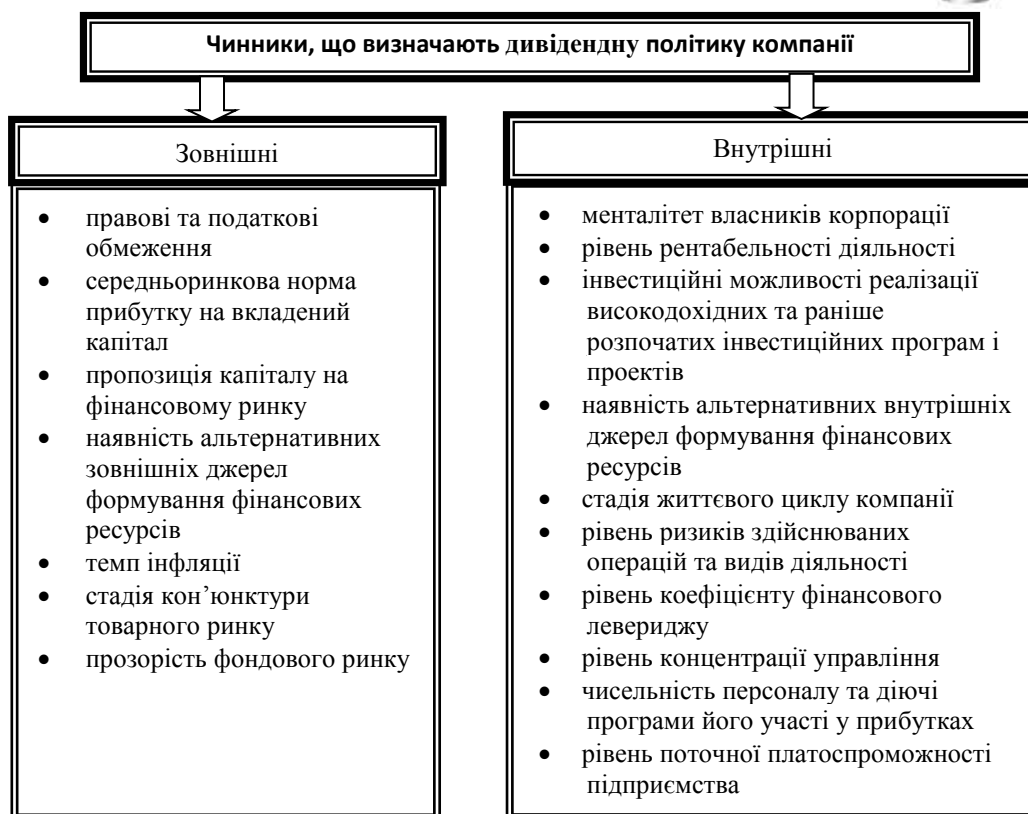 Чинники, що визначають дивідендну політику компанії
Зовнішні
• правові та податкові
обмеження
• середньоринкова норма
прибутку на вкладений
капітал
• пропозиція капіталу на
фінансовому ринку
• наявність альтернативних
зовнішніх джерел
формування фінансових
ресурсів
• темп інфляції
• стадія кон’юнктури
товарного ринку
• прозорість фондового ринку
Внутрішні
• менталітет власників корпорації
• рівень рентабельності діяльності
• інвестиційні можливості реалізації
високодохідних та раніше
розпочатих інвестиційних програм і
проектів
• наявність альтернативних внутрішніх
джерел формування фінансових
ресурсів
• стадія життєвого циклу компанії
• рівень ризиків здійснюваних
операцій та видів діяльності
• рівень коефіцієнту фінансового
левериджу
• рівень концентрації управління
• чисельність персоналу та діючі
програми його участі у прибутках
• рівень поточної платоспроможності
підприємства